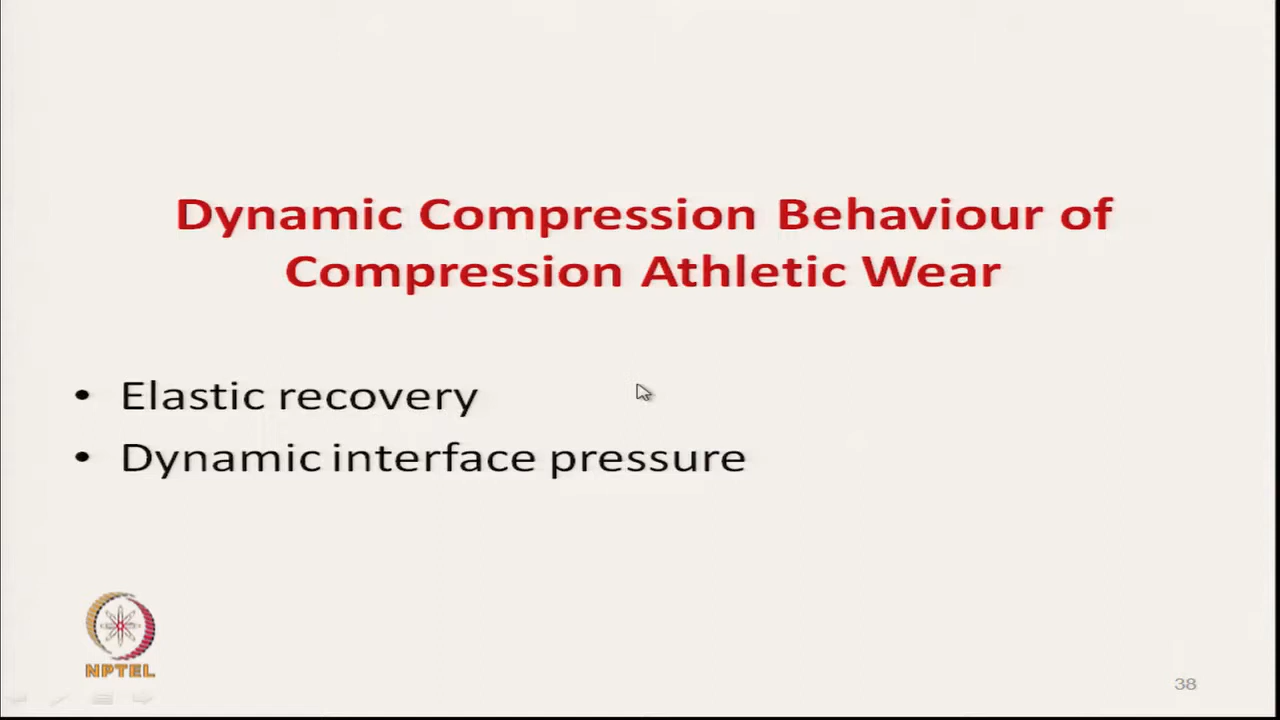 Dynamic Compression Behaviour of
Compression Athletic Wear
• Elastic recovery
• Dynamic interface pressure
NPTEL
38